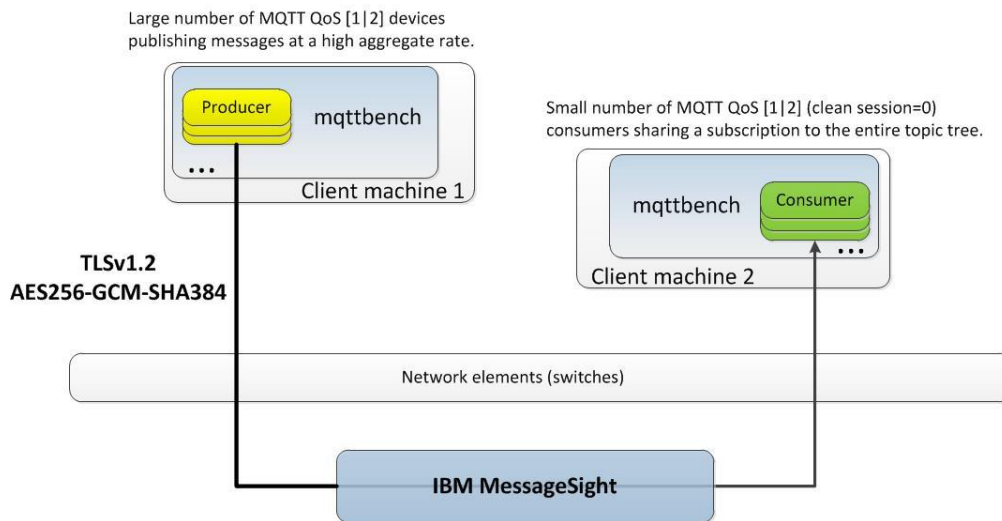 Large number of MQTT QoS [1|2] devices
publishing messages at a high aggregate rate.
Producer
mqttbench
...
Client machine 1
Small number of MQTT QoS [1|2] (clean session=0)
consumers sharing a subscription to the entire topic tree.
mqttbench
Consumer
...
Client machine 2
TLSv1.2
AES256-GCM-SHA384
Network elements (switches)
IBM MessageSight